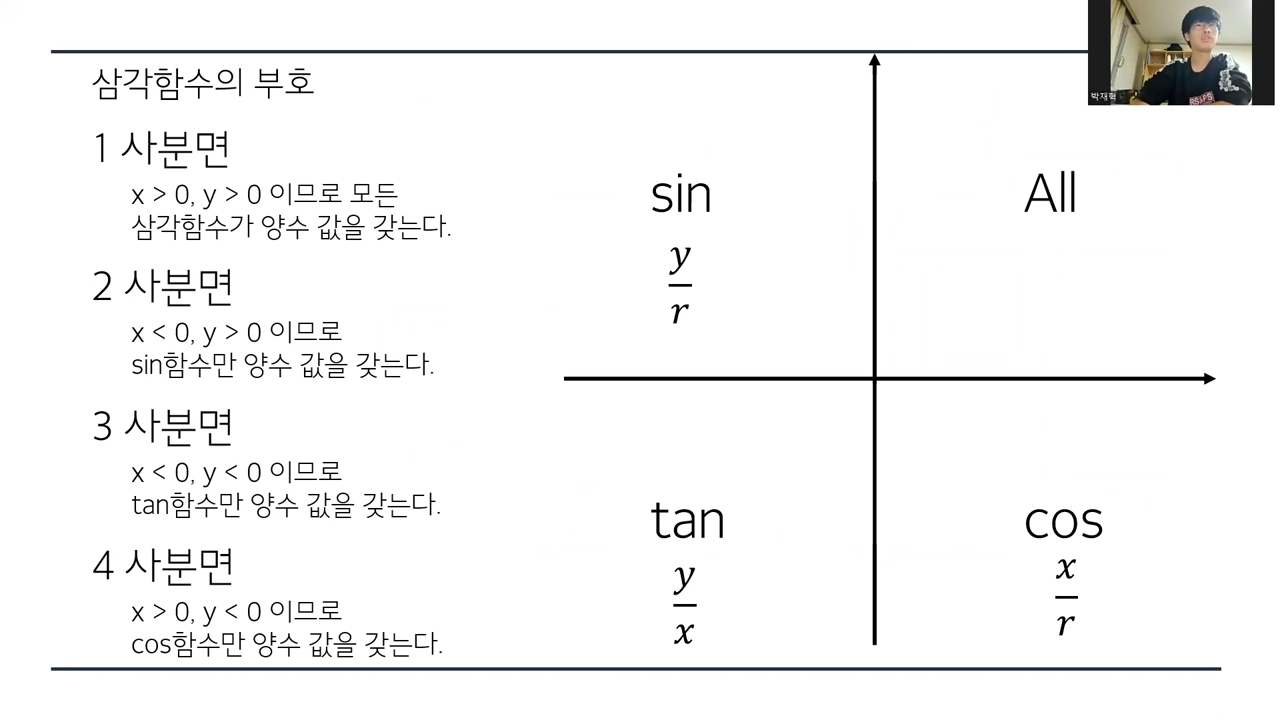 삼각함수의 부호
1 사분면
x > 0, y > 0 이므로 모든
삼각함수가 양수 값을 갖는다.
2 사분면
x < 0, y > 0 이므로
sin함수만 양수 값을 갖는다.
3 사분면
x < 0, y < 0 이므로
tan함수만 양수 값을 갖는다.
4 사분면
x > 0, y < 0 이므로
cos함수만 양수 값을 갖는다.
sin
y
r
All
tan
y
x
cos
x
r
박재혁